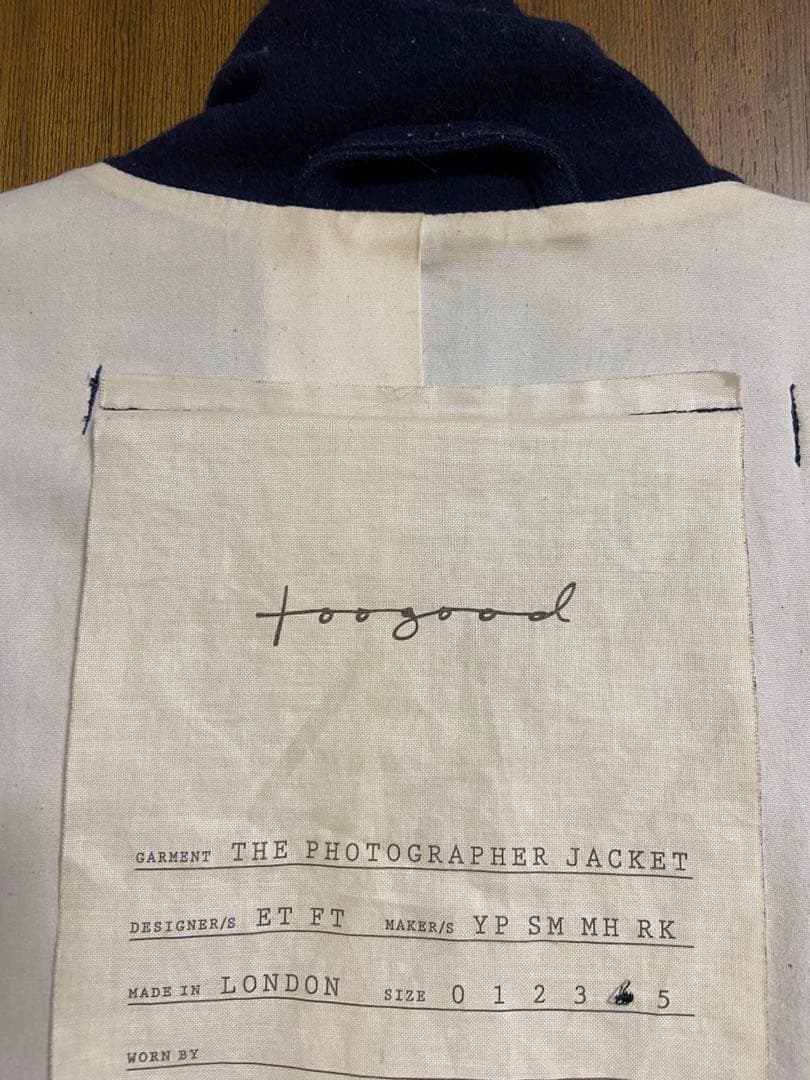 toogood
GARMENT THE PHOTOGRAPHER JACKET
DESIGNER/S ET FT MAKER/S YP SM MH RK
MADE IN LONDON SIZE 0 1 2 3 5
WORN BY